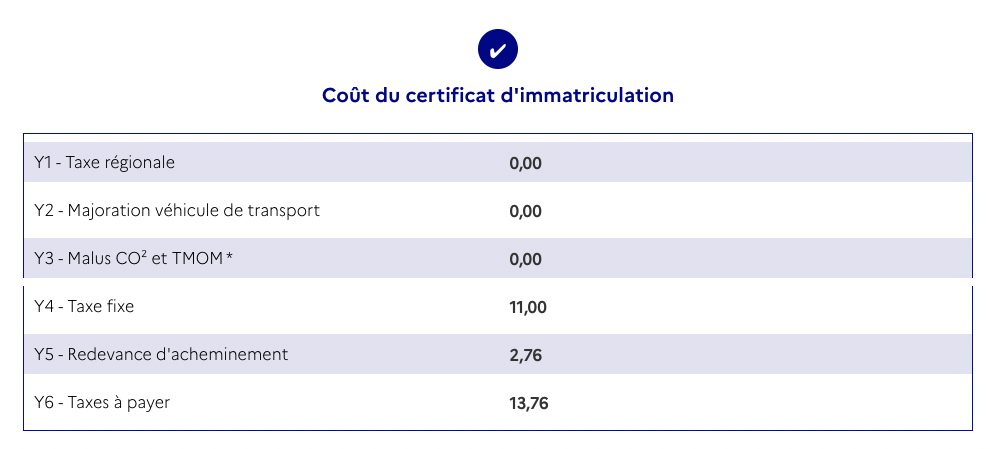 Coût du certificat d'immatriculation
Y1 - Taxe régionale 0,00
Y2 - Majoration véhicule de transport 0,00
Y3 - Malus CO² et TMOM * 0,00
Y4 - Taxe fixe 11,00
Y5 - Redevance d'acheminement 2,76
Y6 - Taxes à payer 13,76